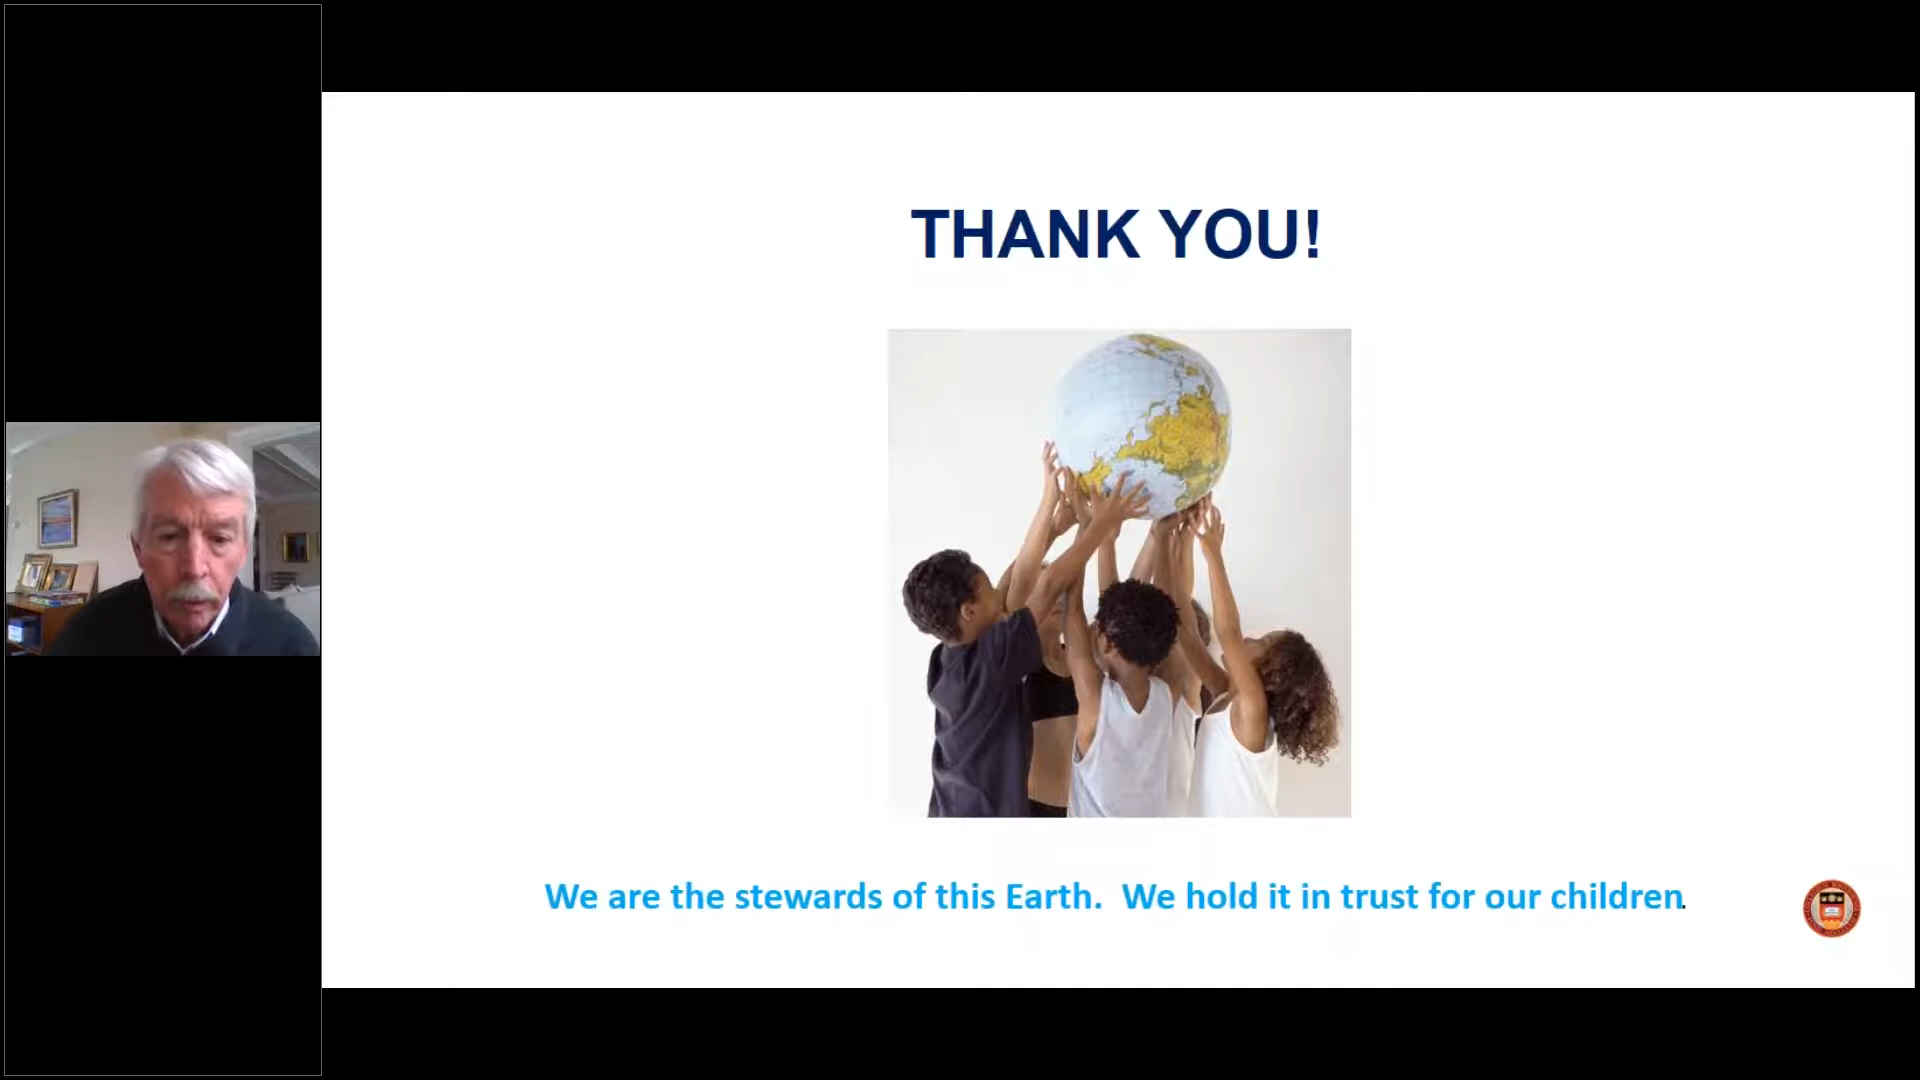 THANK YOU!
We are the stewards of this Earth.  We hold it in trust for our children.